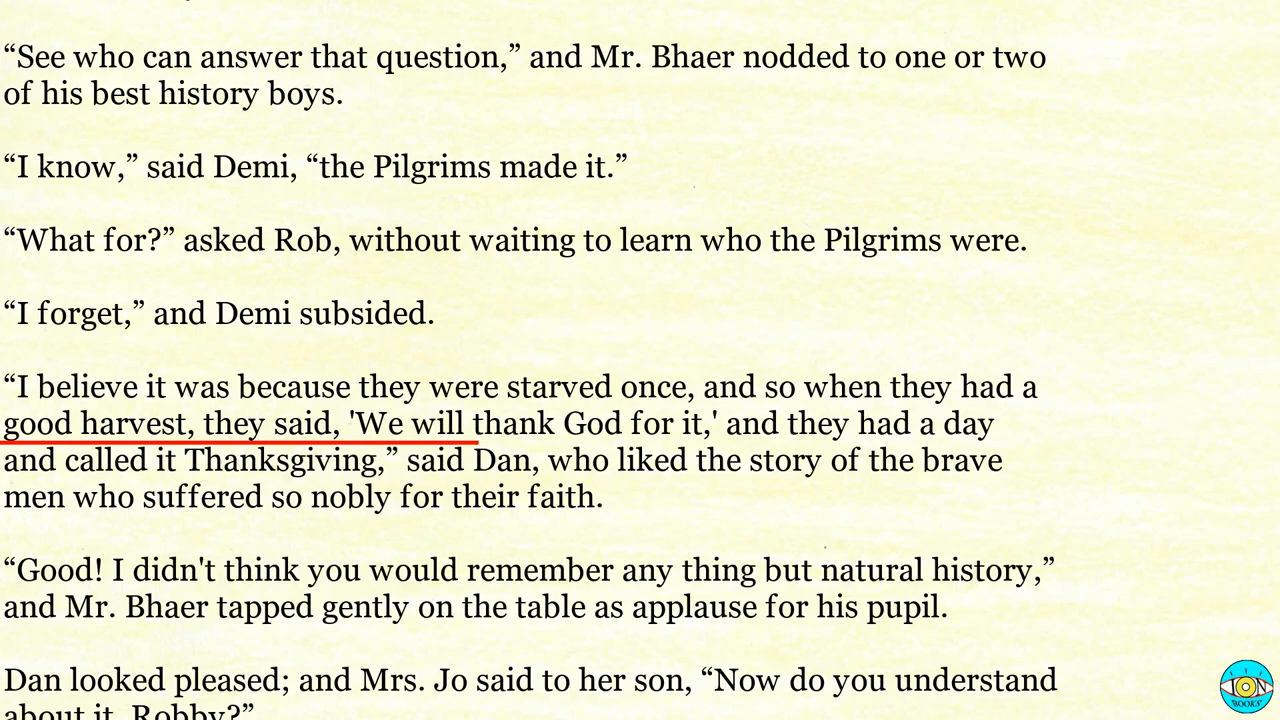 “See who can answer that question,” and Mr. Bhaer nodded to one or two
of his best history boys.
“I know,” said Demi, “the Pilgrims made it.”
“What for?” asked Rob, without waiting to learn who the Pilgrims were.
“I forget,” and Demi subsided.
“I believe it was because they were starved once, and so when they had a
good harvest, they said, 'We will thank God for it,' and they had a day
and called it Thanksgiving,” said Dan, who liked the story of the brave
men who suffered so nobly for their faith.
“Good! I didn't think you would remember any thing but natural history,”
and Mr. Bhaer tapped gently on the table as applause for his pupil.
Dan looked pleased; and Mrs. Jo said to her son, “Now do you understand
about it, Robby?”
ION
BOOKS